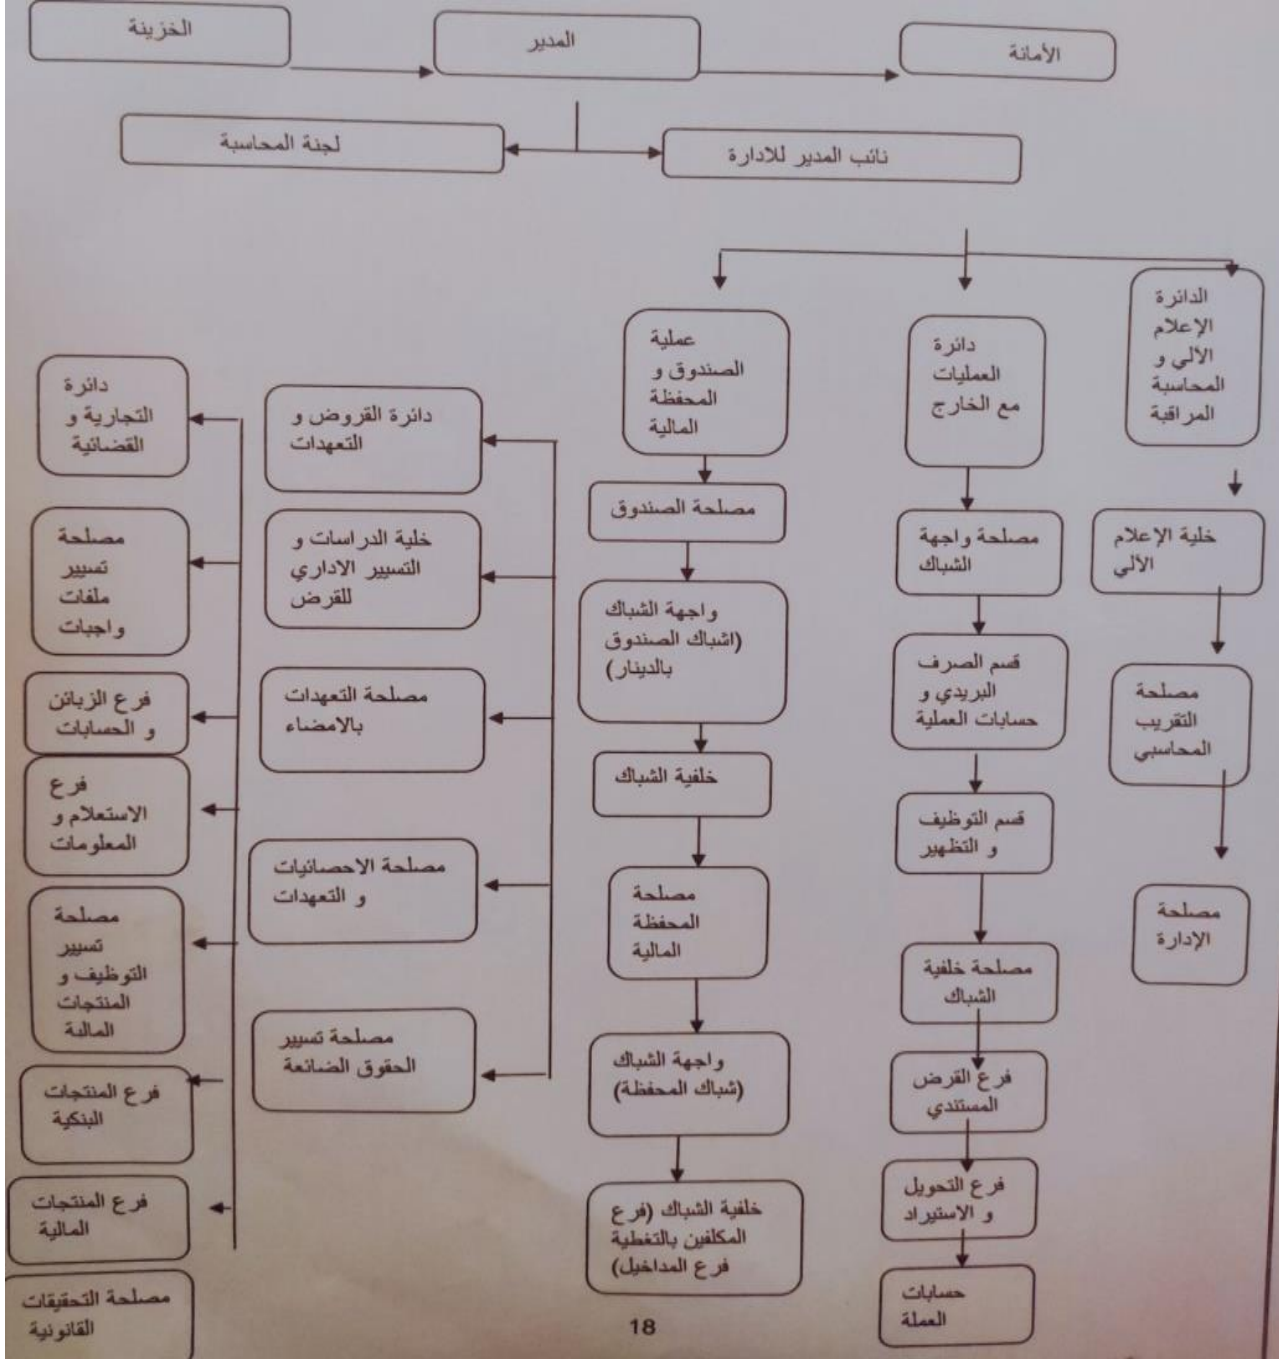 الأمانة
المدير
الخزينة
نائب المدير للادارة
لجنة المحاسبة
الدائرة
الإعلام
الآلي و
المحاسبة
المراقبة
خلية الإعلام
الآلي
مصلحة
التقريب
المحاسبي
مصلحة
الإدارة
دائرة
العمليات
مع الخارج
مصلحة واجهة
الشباك
قسم الصرف
البريدي و
حسابات العملية
قسم التوظيف
و التظهير
مصلحة خلفية
الشباك
فرع القرض
المستندي
فرع التحويل
و الاستيراد
حسابات
العملة
عملية
الصندوق و
المحفظة
المالية
مصلحة الصندوق
واجهة الشباك
(اشباك الصندوق
بالدينار)
خلفية الشباك
مصلحة
المحفظة
المالية
واجهة الشباك
(شباك المحفظة)
خلفية الشباك (فرع
المكلفين بالتغطية
فرع المداخيل)
دائرة القروض و
التعهدات
خلية الدراسات و
التسيير الاداري
للقرض
مصلحة التعهدات
بالامضاء
مصلحة الاحصائيات
و التعهدات
مصلحة تسيير
الحقوق الضائعة
دائرة
التجارية و
القضائية
مصلحة
تسيير
ملفات
واجبات
فرع الزبائن
و الحسابات
فرع
الاستعلام و
المعلومات
مصلحة
تسيير
التوظيف و
المنتجات
المالية
فرع المنتجات
البنكية
فرع المنتجات
المالية
مصلحة التحقيقات
القانونية
18